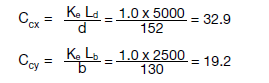 Ccx = Ke Ld / d = 1.0 x 5000 / 152 = 32.9
Ccy = Ke Lb / b = 1.0 x 2500 / 130 = 19.2